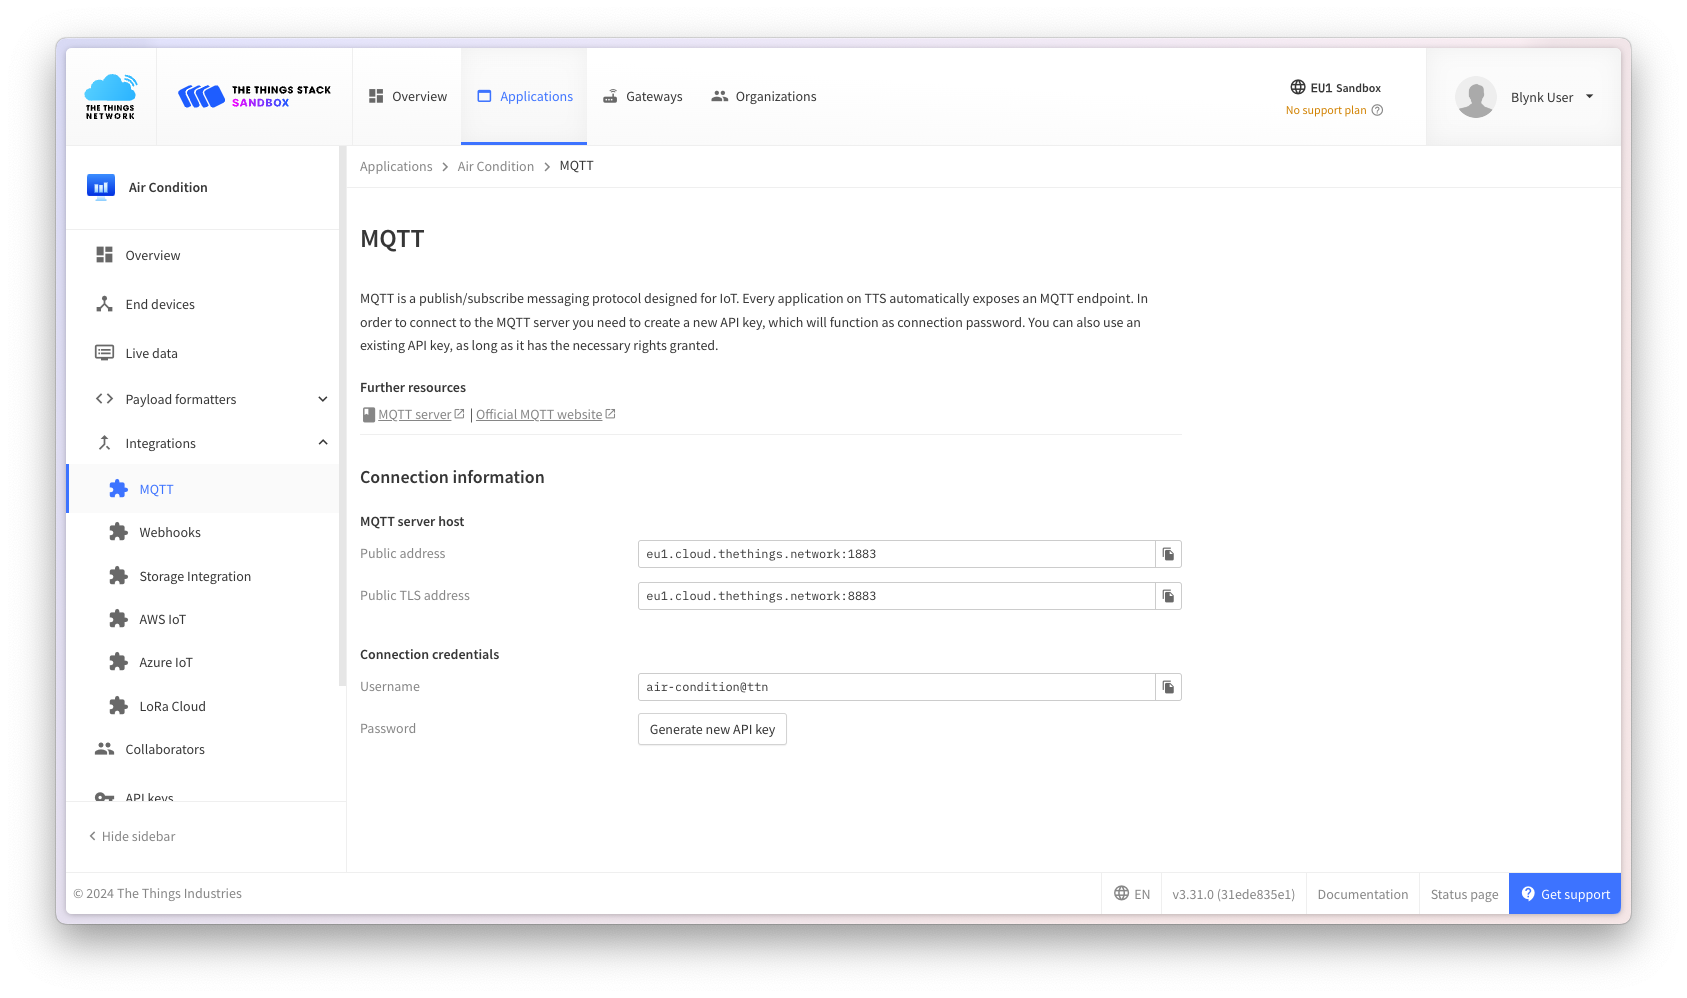 THE THINGS
NETWORK
THE THINGS STACK
SANDBOX
Overview
Applications
Gateways
Organizations
EU1 Sandbox
No support plan
Blynk User
Air Condition
Overview
End devices
Live data
Payload formatters
Integrations
MQTT
Webhooks
Storage Integration
AWS IoT
Azure IoT
LoRa Cloud
Collaborators
API keys
Hide sidebar
Applications > Air Condition > MQTT
MQTT
MQTT is a publish/subscribe messaging protocol designed for IoT. Every application on TTS automatically exposes an MQTT endpoint. In
order to connect to the MQTT server you need to create a new API key, which will function as connection password. You can also use an
existing API key, as long as it has the necessary rights granted.
Further resources
MQTT server | Official MQTT website
Connection information
MQTT server host
Public address
eu1.cloud.thethings.network:1883
Public TLS address
eu1.cloud.thethings.network:8883
Connection credentials
Username
air-condition@ttn
Password
Generate new API key
© 2024 The Things Industries
EN
v3.31.0 (31ede835e1)
Documentation
Status page
Get support